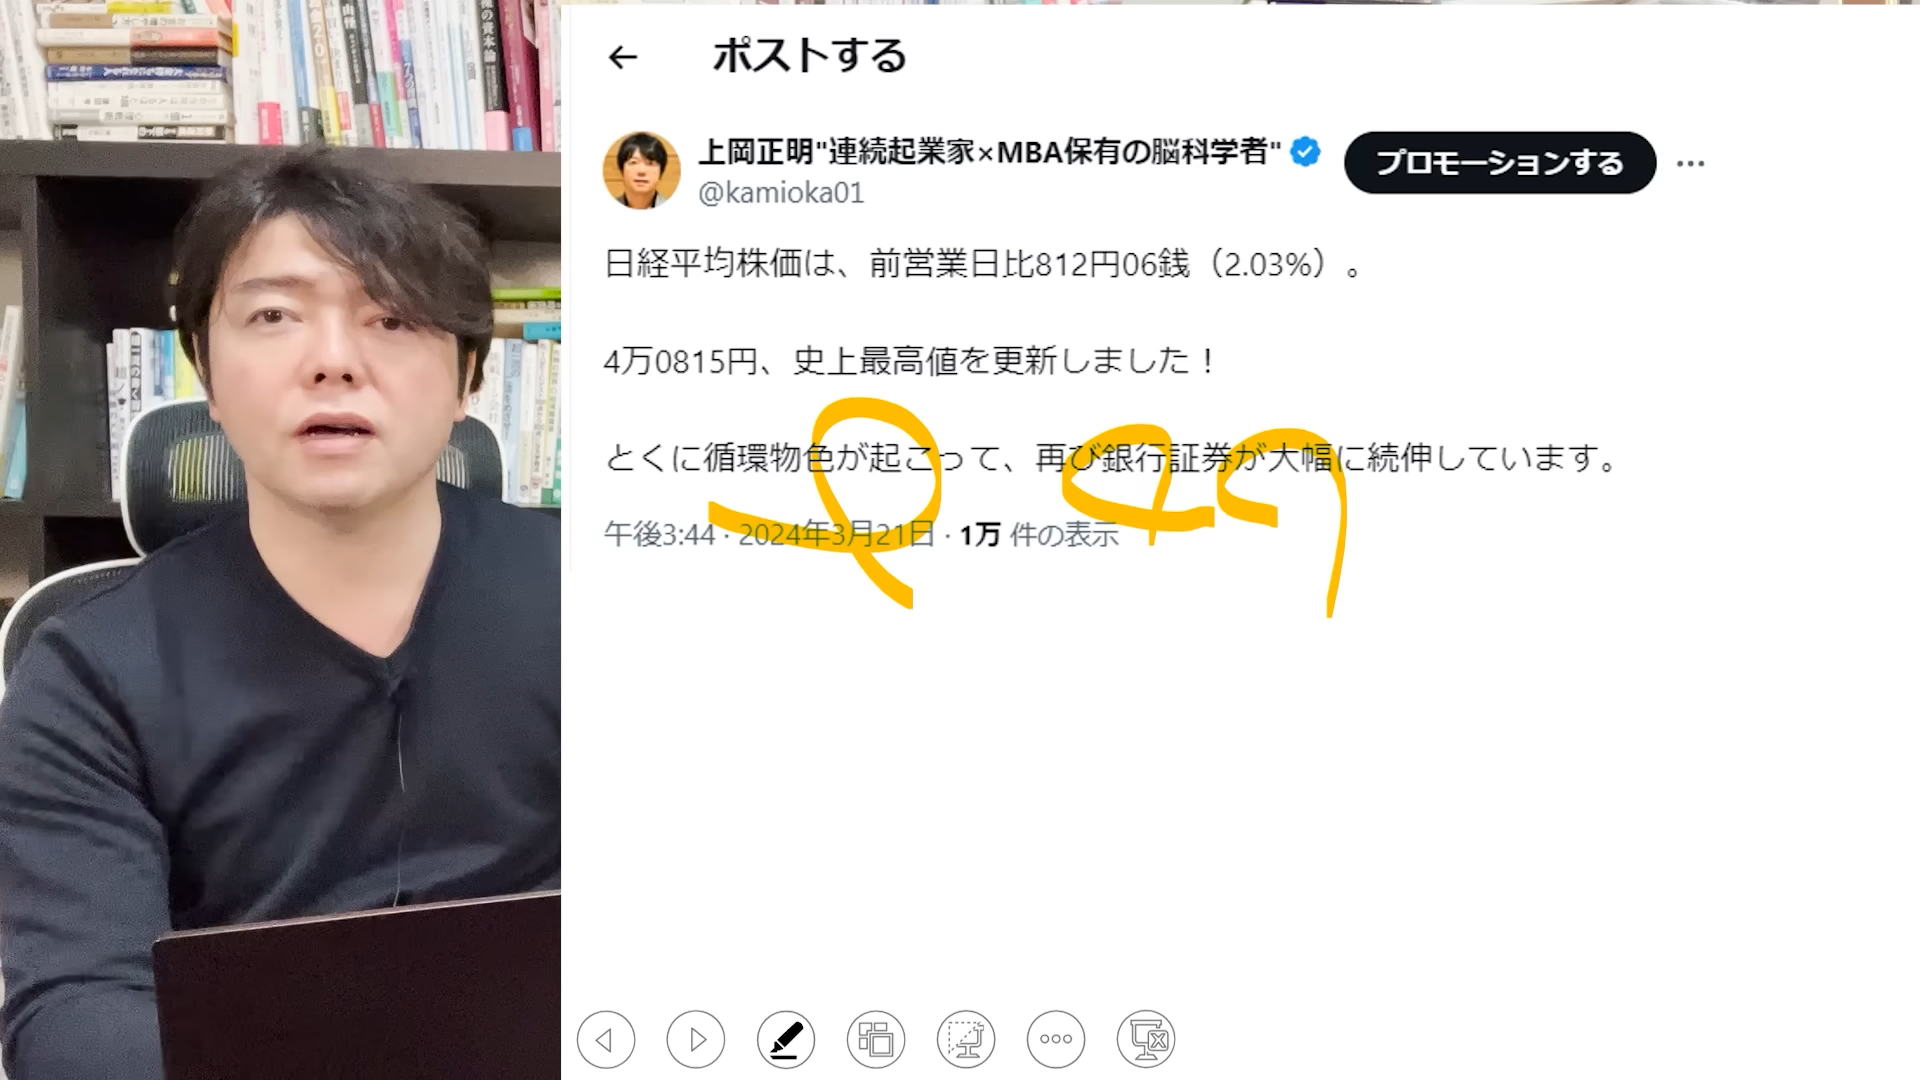 ポストする
上岡正明"連続起業家×MBA保有の脳科学者"
プロモーションする
@kamioka01
日経平均株価は、前営業日比812円06銭（2.03%）。
4万0815円、史上最高値を更新しました！
とくに循環物色が起こって、再び銀行証券が大幅に続伸しています。
午後3:44 · 2024年3月21日 · 1万 件の表示